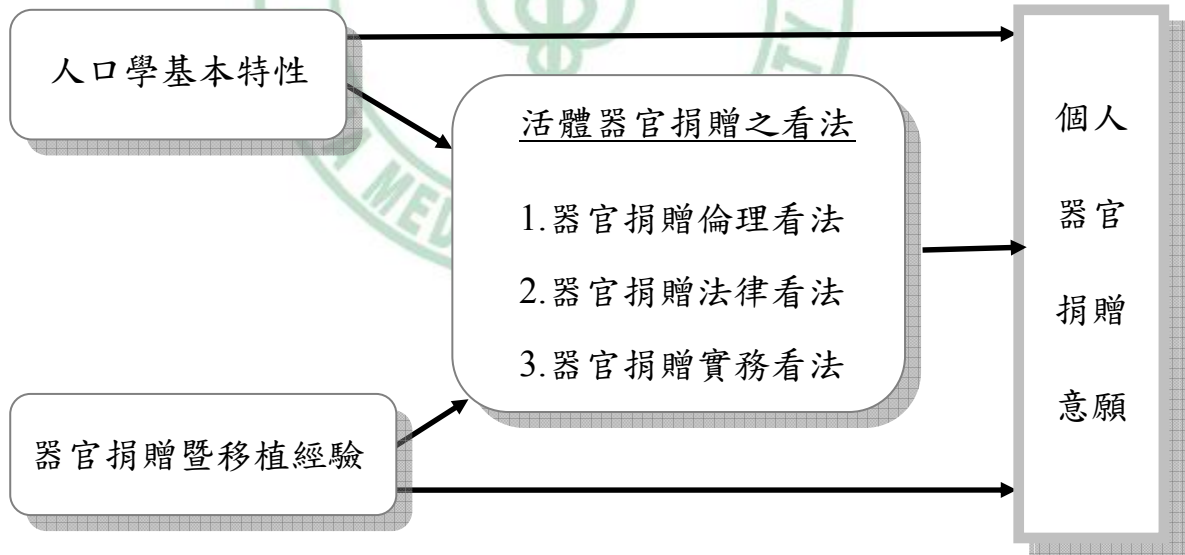 人口學基本特性
活體器官捐贈之看法
1.器官捐贈倫理看法
2.器官捐贈法律看法
3.器官捐贈實務看法
器官捐贈暨移植經驗
個人
器官
捐贈
意願